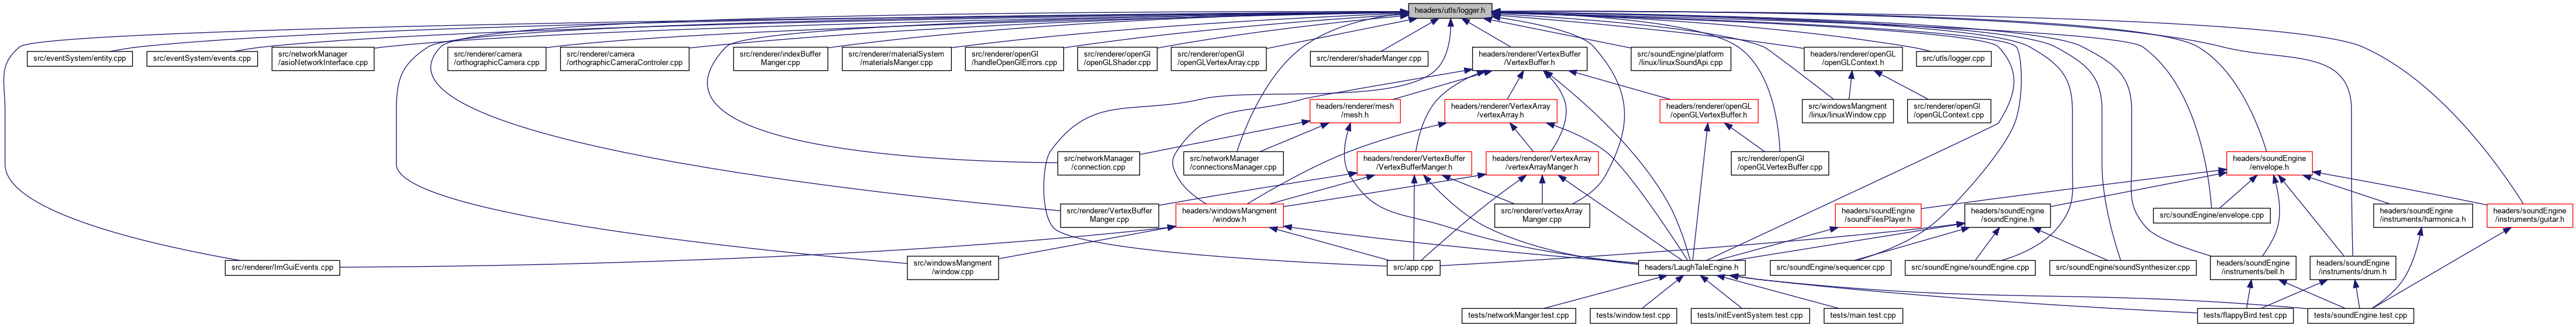 headers/utls/logger.h
src/eventSystem/entity.cpp
src/eventSystem/events.cpp
src/networkManager
/asioNetworkInterface.cpp
src/renderer/camera
/orthographicCamera.cpp
src/renderer/camera
/orthographicCameraControler.cpp
src/renderer/indexBuffer
Manger.cpp
src/renderer/materialSystem
/materialsManger.cpp
src/renderer/openGl
/handleOpenGlErrors.cpp
src/renderer/openGl
/openGLShader.cpp
src/renderer/openGl
/openGLVertexArray.cpp
src/renderer/shaderManger.cpp
headers/renderer/VertexBuffer
/VertexBuffer.h
src/soundEngine/platform
/linux/linuxSoundApi.cpp
headers/renderer/openGL
/openGLContext.h
src/utls/logger.cpp
headers/renderer/mesh
/mesh.h
headers/renderer/VertexArray
/vertexArray.h
headers/renderer/openGL
/openGLVertexBuffer.h
src/windowsMangment
/linux/linuxWindow.cpp
src/renderer/openGl
/openGLContext.cpp
src/networkManager
/connection.cpp
src/networkManager
/connectionsManager.cpp
headers/renderer/VertexBuffer
/VertexBufferManger.h
headers/renderer/VertexArray
/vertexArrayManger.h
src/renderer/openGl
/openGLVertexBuffer.cpp
headers/soundEngine
/envelope.h
src/renderer/VertexBuffer
Manger.cpp
headers/windowsMangment
/window.h
src/renderer/vertexArray
Manger.cpp
headers/soundEngine
/soundFilesPlayer.h
headers/soundEngine
/soundEngine.h
src/soundEngine/envelope.cpp
headers/soundEngine
/instruments/harmonica.h
headers/soundEngine
/instruments/guitar.h
src/renderer/ImGuiEvents.cpp
src/windowsMangment
/window.cpp
src/app.cpp
headers/LaughTaleEngine.h
src/soundEngine/sequencer.cpp
src/soundEngine/soundEngine.cpp
src/soundEngine/soundSynthesizer.cpp
headers/soundEngine
/instruments/bell.h
headers/soundEngine
/instruments/drum.h
tests/networkManger.test.cpp
tests/window.test.cpp
tests/initEventSystem.test.cpp
tests/main.test.cpp
tests/flappyBird.test.cpp
tests/soundEngine.test.cpp